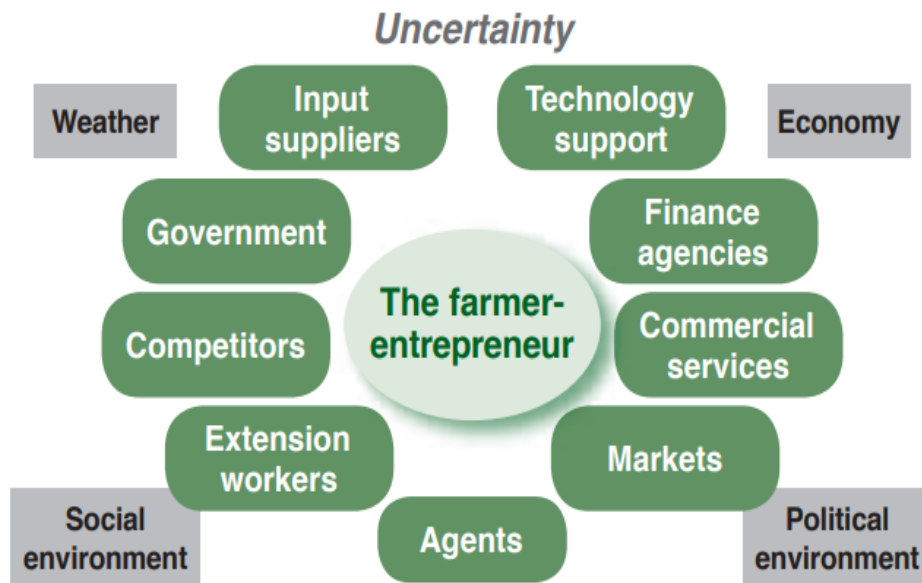 Uncertainty
Weather
Input
suppliers
Technology
support
Economy
Government
Finance
agencies
The farmer-
entrepreneur
Competitors
Commercial
services
Extension
workers
Markets
Social
environment
Agents
Political
environment